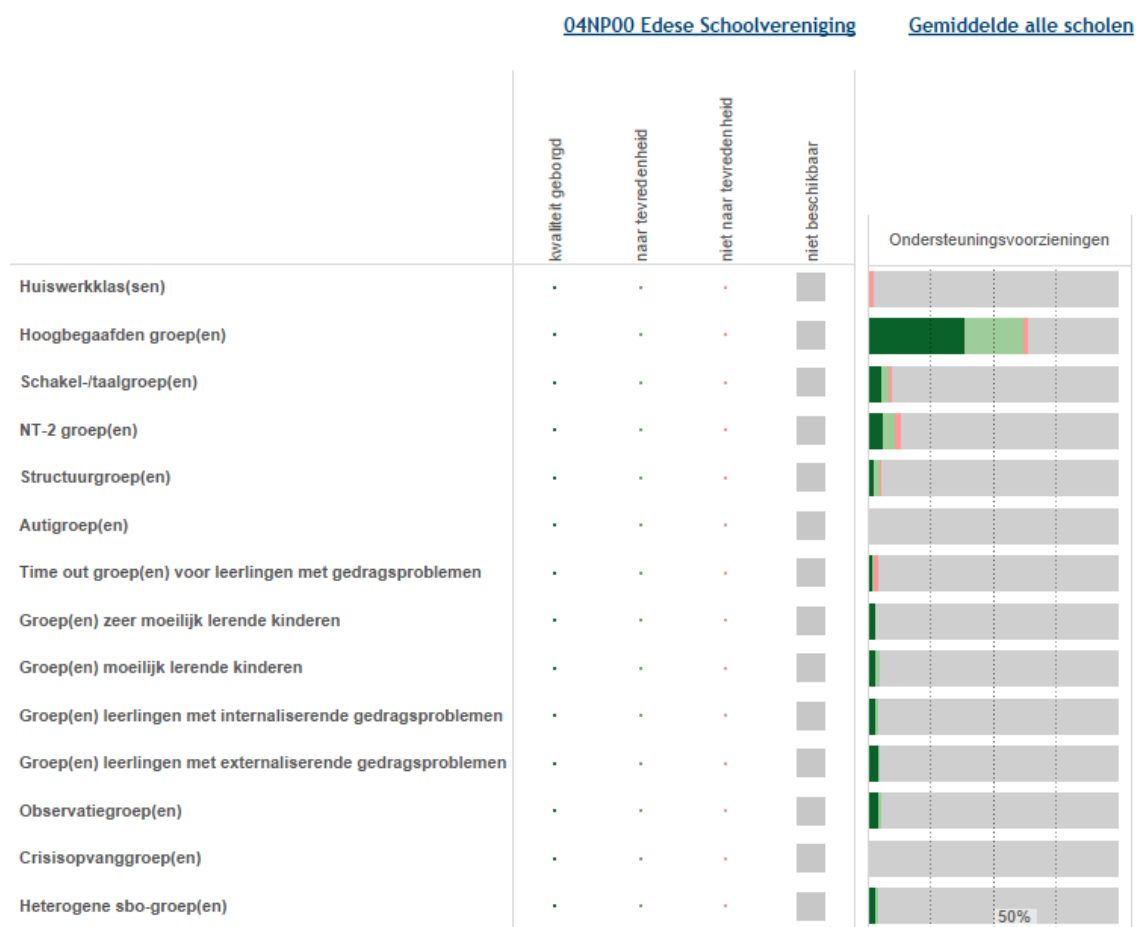 04NP00 Edese Schoolvereniging
Gemiddelde alle scholen
kwaliteit geborgd
naar tevredenheid
niet naar tevredenheid
niet beschikbaar
Ondersteuningsvoorzieningen
Huiswerkklas(sen)
Hoogbegaafden groep(en)
Schakel-/taalgroep(en)
NT-2 groep(en)
Structuurgroep(en)
Autigroep(en)
Time out groep(en) voor leerlingen met gedragsproblemen
Groep(en) zeer moeilijk lerende kinderen
Groep(en) moeilijk lerende kinderen
Groep(en) leerlingen met internaliserende gedragsproblemen
Groep(en) leerlingen met externaliserende gedragsproblemen
Observatiegroep(en)
Crisisopvanggroep(en)
Heterogene sbo-groep(en)
50%